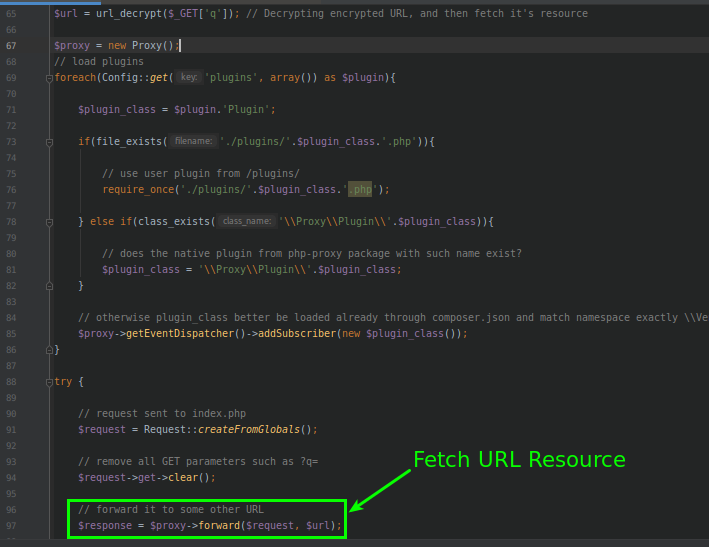 65 $url = url_decrypt($_GET['q']); // Decrypting encrypted URL, and then fetch it's resource
66
67 $proxy = new Proxy();
68 // load plugins
69 foreach(Config::get( key: 'plugins', array()) as $plugin){
70
71 $plugin_class = $plugin.'Plugin';
72
73 if(file_exists( filename: './plugins/'.$plugin_class.'.php')){
74
75 // use user plugin from /plugins/
76 require_once('./plugins/'.$plugin_class.'.php');
77
78 } else if(class_exists( class_name: '\\Proxy\\Plugin\\'.$plugin_class)){
79
80 // does the native plugin from php-proxy package with such name exist?
81 $plugin_class = '\\Proxy\\Plugin\\'.$plugin_class;
82 }
83
84 // otherwise plugin_class better be loaded already through composer.json and match namespace exactly \\Ve
85 $proxy->getEventDispatcher()->addSubscriber(new $plugin_class());
86 }
87
88 try {
89
90 // request sent to index.php
91 $request = Request::createFromGlobals();
92
93 // remove all GET parameters such as ?q=
94 $request->get->clear();
95
Fetch URL Resource
96 // forward it to some other URL
97 $response = $proxy->forward($request, $url);